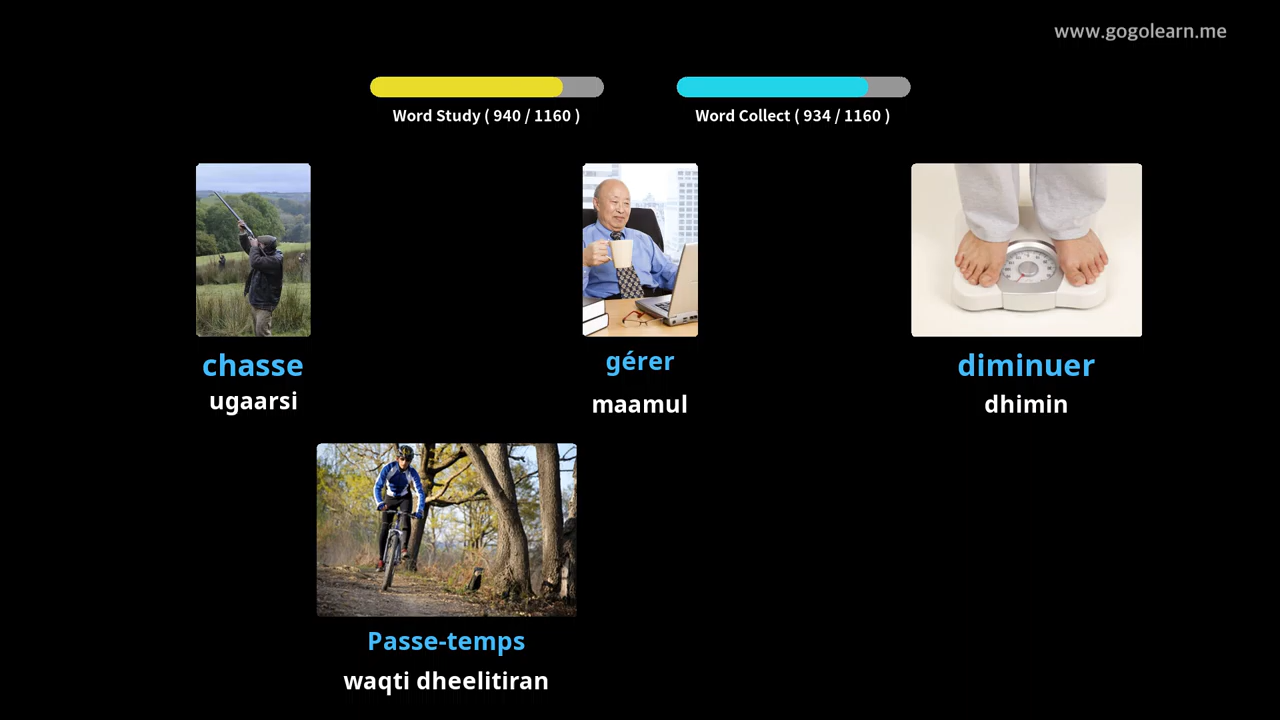 www.gogolearn.me
Word Study ( 940 / 1160 )
Word Collect ( 934 / 1160 )
chasse
ugaarsi
gérer
maamul
diminuer
dhimin
Passe-temps
waqti dheelitiran